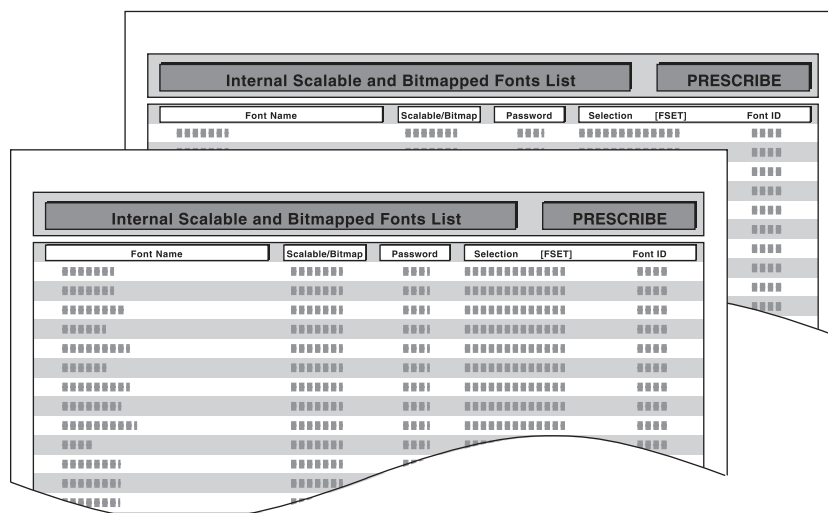 Internal Scalable and Bitmapped Fonts List PRESCRIBE
Font Name Scalable/Bitmap Password Selection [FSET] Font ID
Internal Scalable and Bitmapped Fonts List PRESCRIBE
Font Name Scalable/Bitmap Password Selection [FSET] Font ID